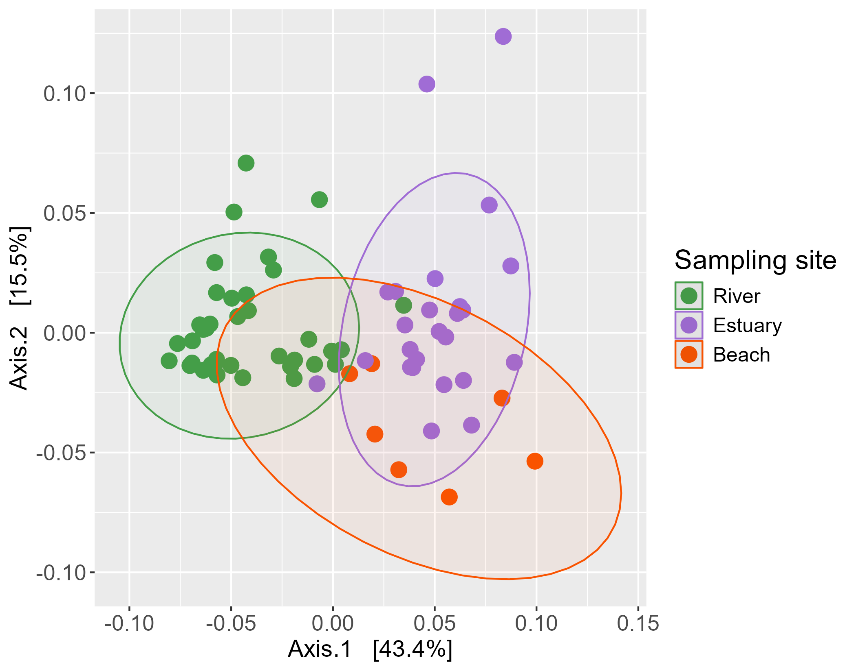 0.10
0.05
0.00
-0.05
-0.10
Axis.2 [15.5%]
-0.10 -0.05 0.00 0.05 0.10 0.15
Axis.1 [43.4%]
Sampling site
River
Estuary
Beach